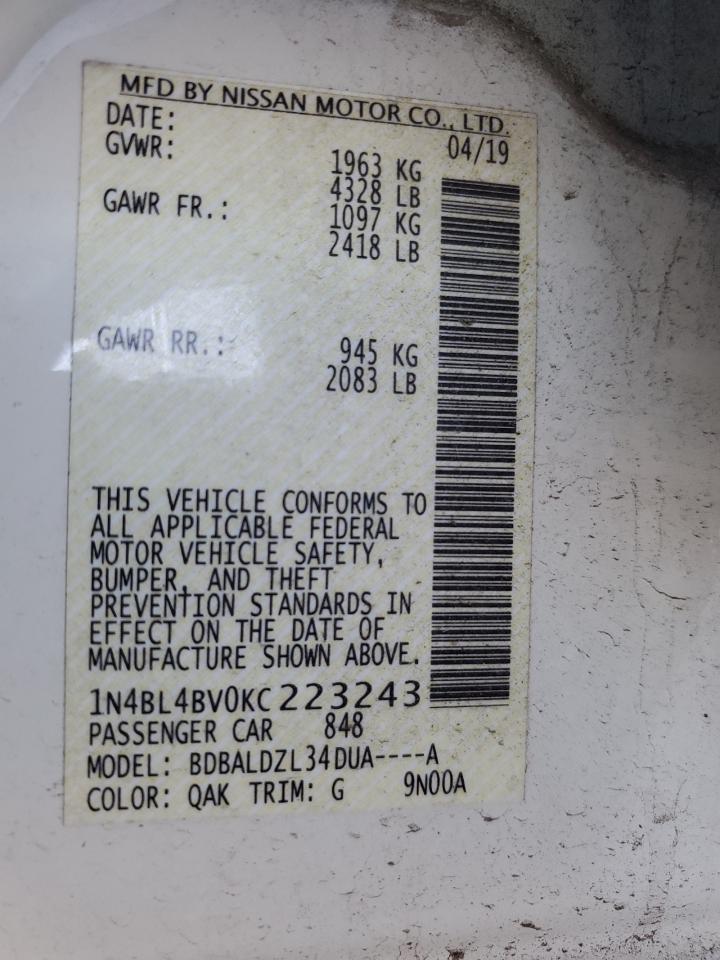 MFD BY NISSAN MOTOR CO., LTD.
DATE: 04/19
GVWR: 1963 KG
4328 LB
GAWR FR.: 1097 KG
2418 LB
GAWR RR.: 945 KG
2083 LB
THIS VEHICLE CONFORMS TO
ALL APPLICABLE FEDERAL
MOTOR VEHICLE SAFETY,
BUMPER, AND THEFT
PREVENTION STANDARDS IN
EFFECT ON THE DATE OF
MANUFACTURE SHOWN ABOVE.
1N4BL4BV0KC223243
PASSENGER CAR 848
MODEL: BDBALDZL34DUA----A
COLOR: QAK TRIM: G 9N00A